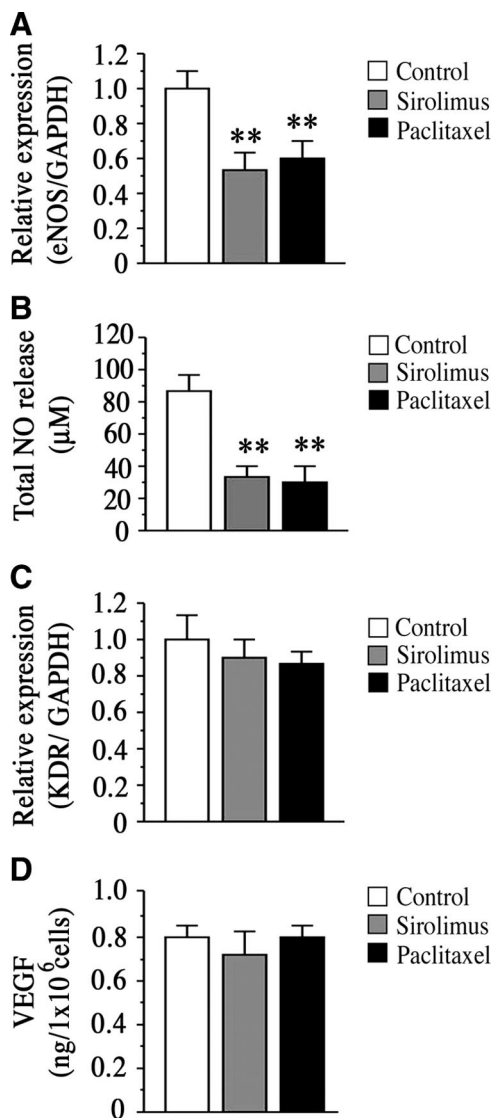 A
Relative expression
(eNOS/GAPDH)
1.2
1.0
0.8
0.6
0.4
0.2
0
**
**
Control
Sirolimus
Paclitaxel
B
Total NO release
(μM)
120
100
80
60
40
20
0
**
**
Control
Sirolimus
Paclitaxel
C
Relative expression
(KDR/ GAPDH)
1.2
1.0
0.8
0.6
0.4
0.2
0
Control
Sirolimus
Paclitaxel
D
VEGF
(ng/1x10⁶ cells)
1.0
0.8
0.6
0.4
0.2
0
Control
Sirolimus
Paclitaxel